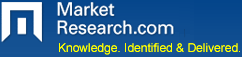 Market
Research.com
Knowledge. Identified & Delivered.